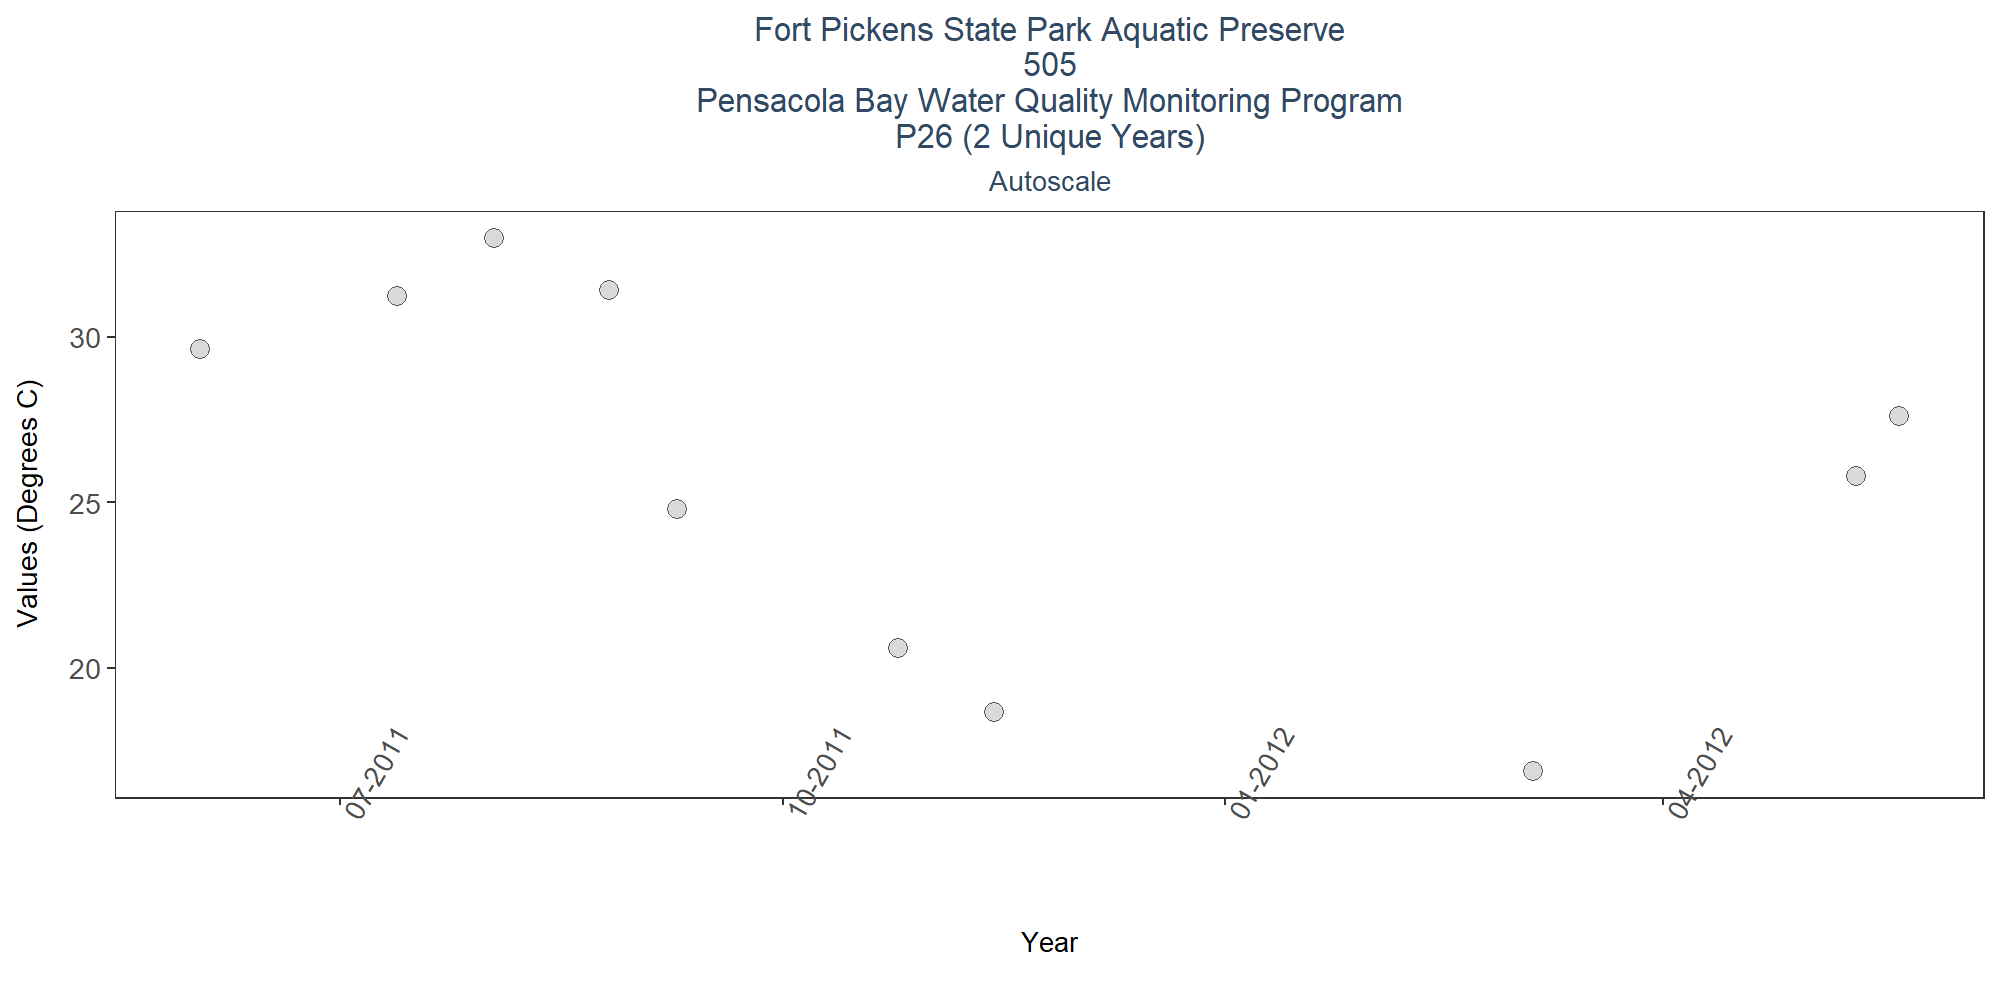 Fort Pickens State Park Aquatic Preserve
505
Pensacola Bay Water Quality Monitoring Program
P26 (2 Unique Years)
Autoscale
Values (Degrees C)
30
25
20
07-2011
10-2011
01-2012
04-2012
Year